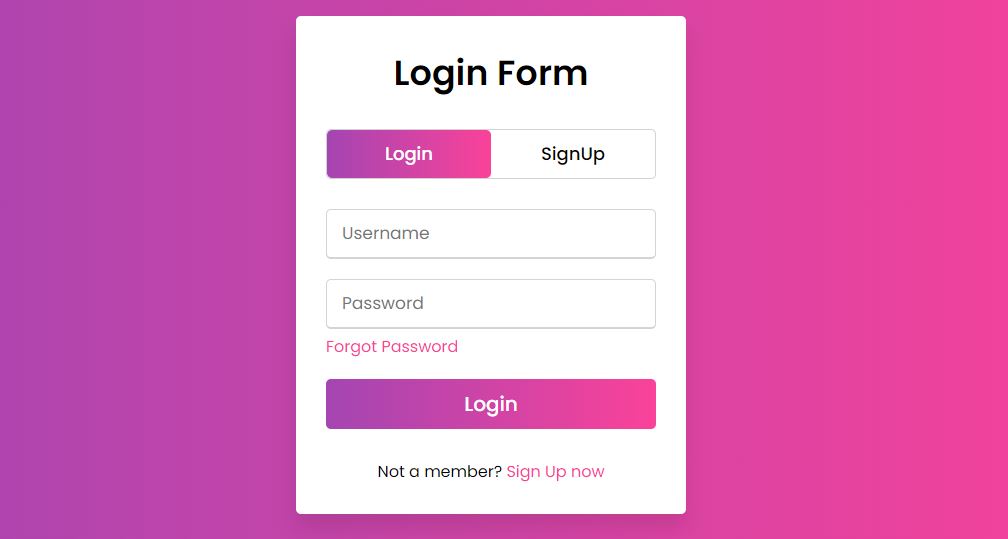 Login Form
Login SignUp
Username
Password
Forgot Password
Login
Not a member? Sign Up now